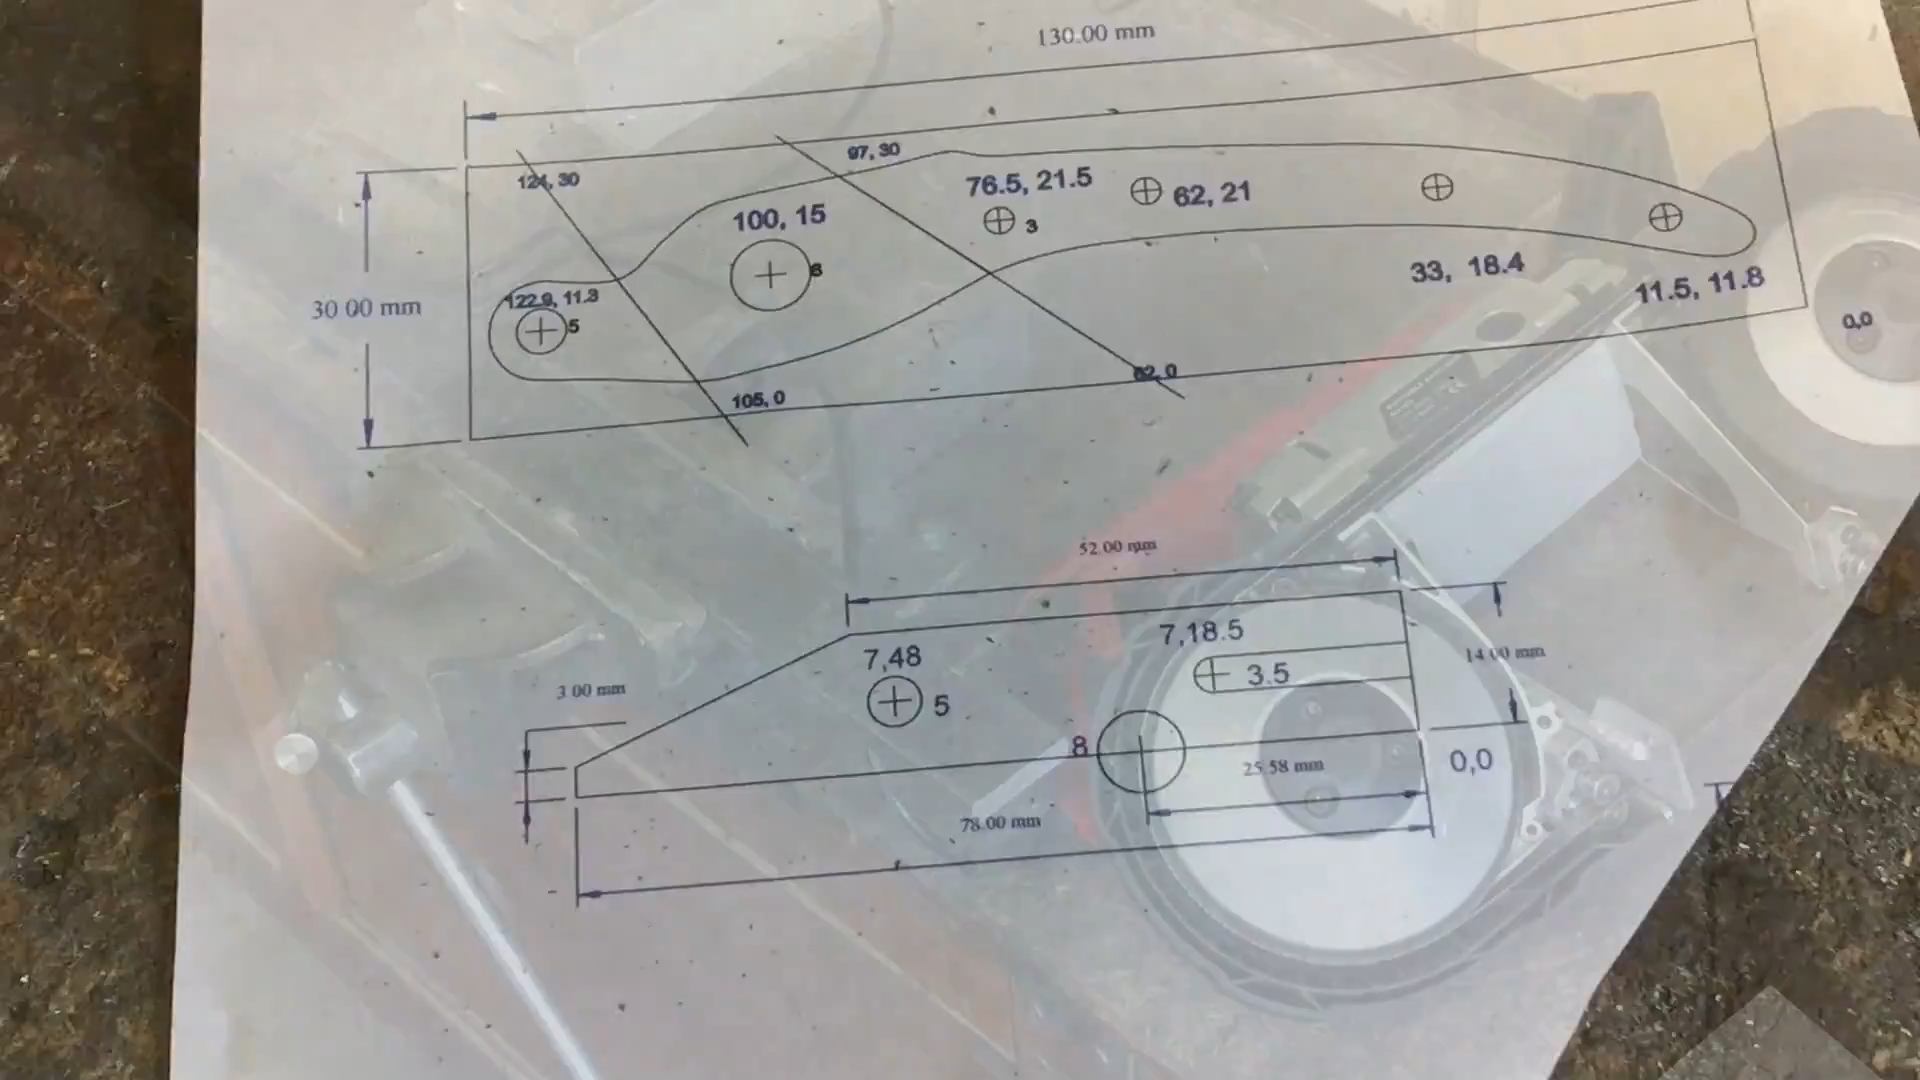 130.00 mm
97, 30
124, 30
76.5, 21.5
62, 21
100, 15
3
33, 18.4
11.5, 11.8
122.9, 11.3
5
30.00 mm
0,0
82, 0
105, 0
52.00 mm
7,18.5
14.00 mm
7,48
3.5
3.00 mm
5
8
0,0
25.58 mm
78.00 mm